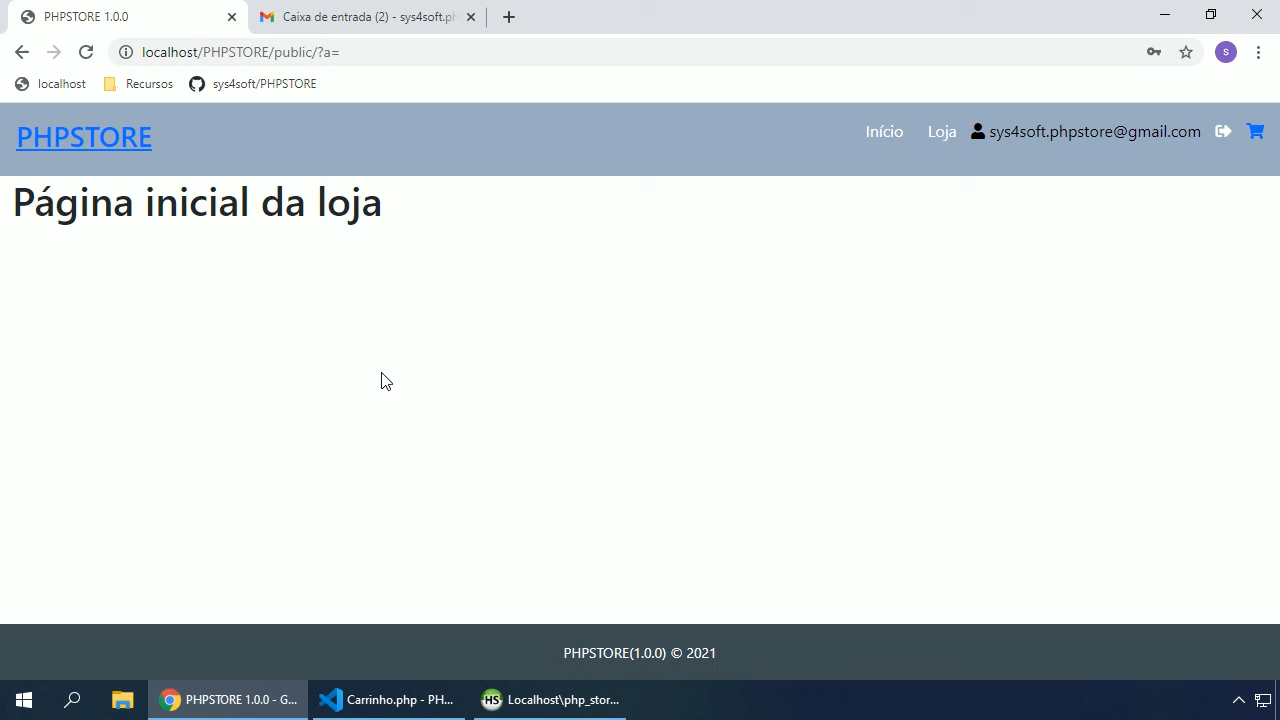 PHPSTORE 1.0.0
Caixa de entrada (2) - sys4soft.ph
localhost/PHPSTORE/public/?a=
S
localhost
Recursos
sys4soft/PHPSTORE
PHPSTORE
Início
Loja
sys4soft.phpstore@gmail.com
Página inicial da loja
PHPSTORE(1.0.0) © 2021
PHPSTORE 1.0.0 - G...
Carrinho.php - PH...
HS
Localhost\php_stor...